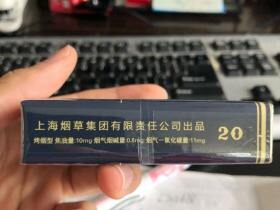 上海烟草集团有限责任公司出品
烤烟型 焦油量:10mg 烟气烟碱量:0.8mg 烟气一氧化碳量:11mg
20